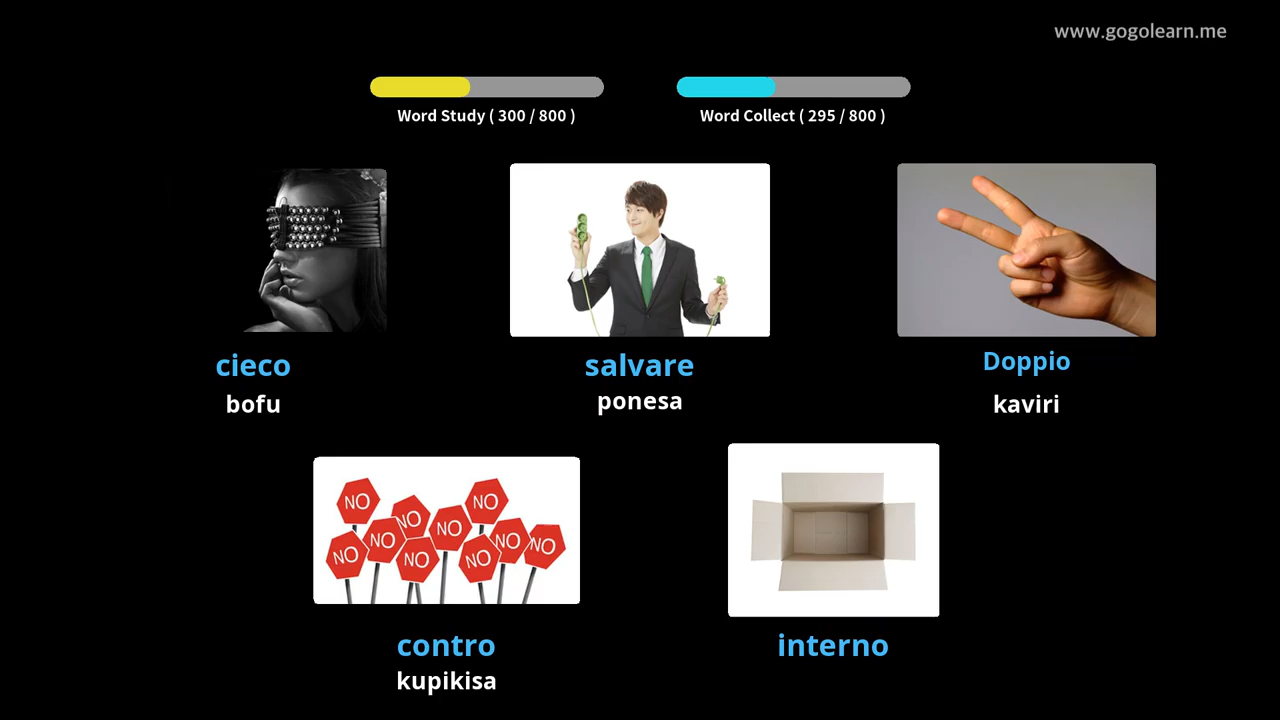 www.gogolearn.me
Word Study ( 300 / 800 )
Word Collect ( 295 / 800 )
cieco
bofu
salvare
ponesa
Doppio
kaviri
NO
NO
NO
NO
NO
NO
NO
NO
NO
NO
contro
kupikisa
interno